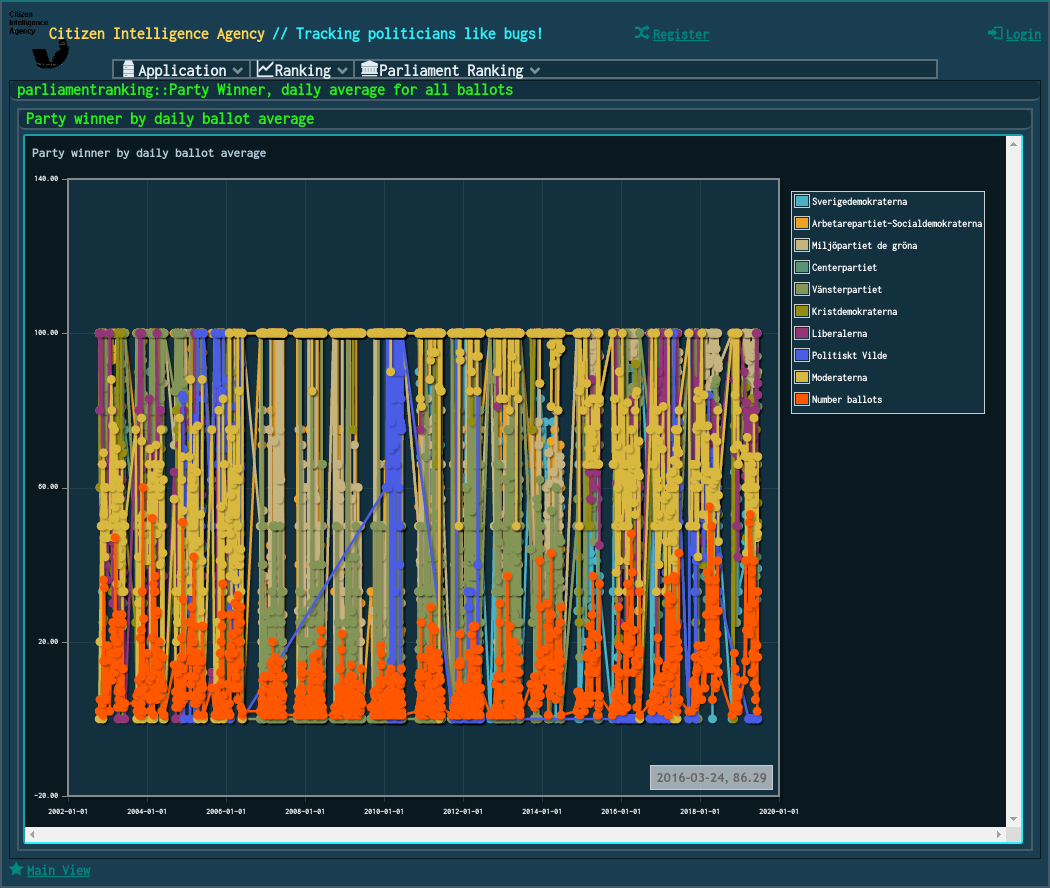 Citizen
Intelligence
Agency
Citizen Intelligence Agency // Tracking politicians like bugs!
Register
Login
Application
Ranking
Parliament Ranking
parliamentranking::Party Winner, daily average for all ballots
Party winner by daily ballot average
Party winner by daily ballot average
140.00
100.00
60.00
20.00
-20.00
2002-01-01
2004-01-01
2006-01-01
2008-01-01
2010-01-01
2012-01-01
2014-01-01
2016-01-01
2018-01-01
2020-01-01
Sverigedemokraterna
Arbetarepartiet-Socialdemokraterna
Miljöpartiet de gröna
Centerpartiet
Vänsterpartiet
Kristdemokraterna
Liberalerna
Politiskt Vilde
Moderaterna
Number ballots
2016-03-24, 86.29
Main View